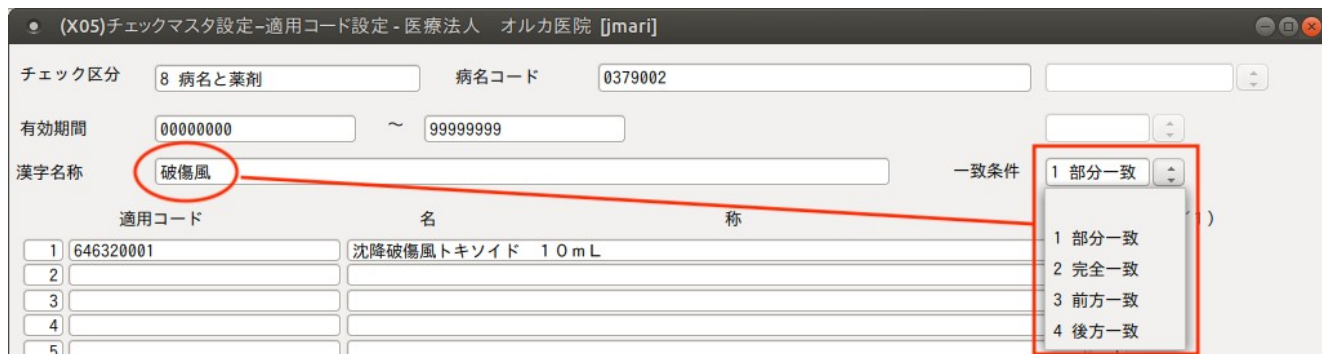 (X05)チェックマスタ設定–適用コード設定 - 医療法人　オルカ医院 [jmari]
チェック区分 8 病名と薬剤 病名コード 0379002
有効期間 00000000 ～ 99999999
漢字名称 破傷風 一致条件 1 部分一致
適用コード 名 称 1)
1 646320001 沈降破傷風トキソイド　10mL
1 部分一致
2
2 完全一致
3
3 前方一致
4
4 後方一致
5